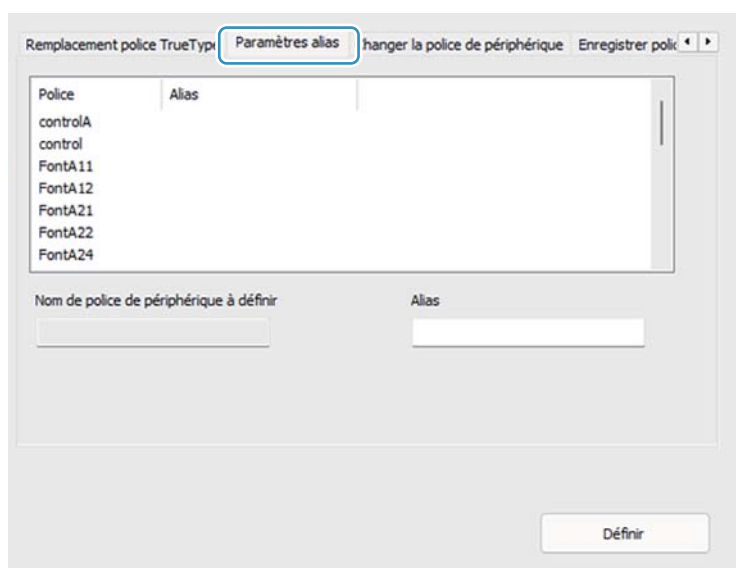 Remplacement police TrueType Paramètres alias hanger la police de périphérique Enregistrer polic
Police Alias
controlA
control
FontA11
FontA12
FontA21
FontA22
FontA24
Nom de police de périphérique à définir Alias
Définir